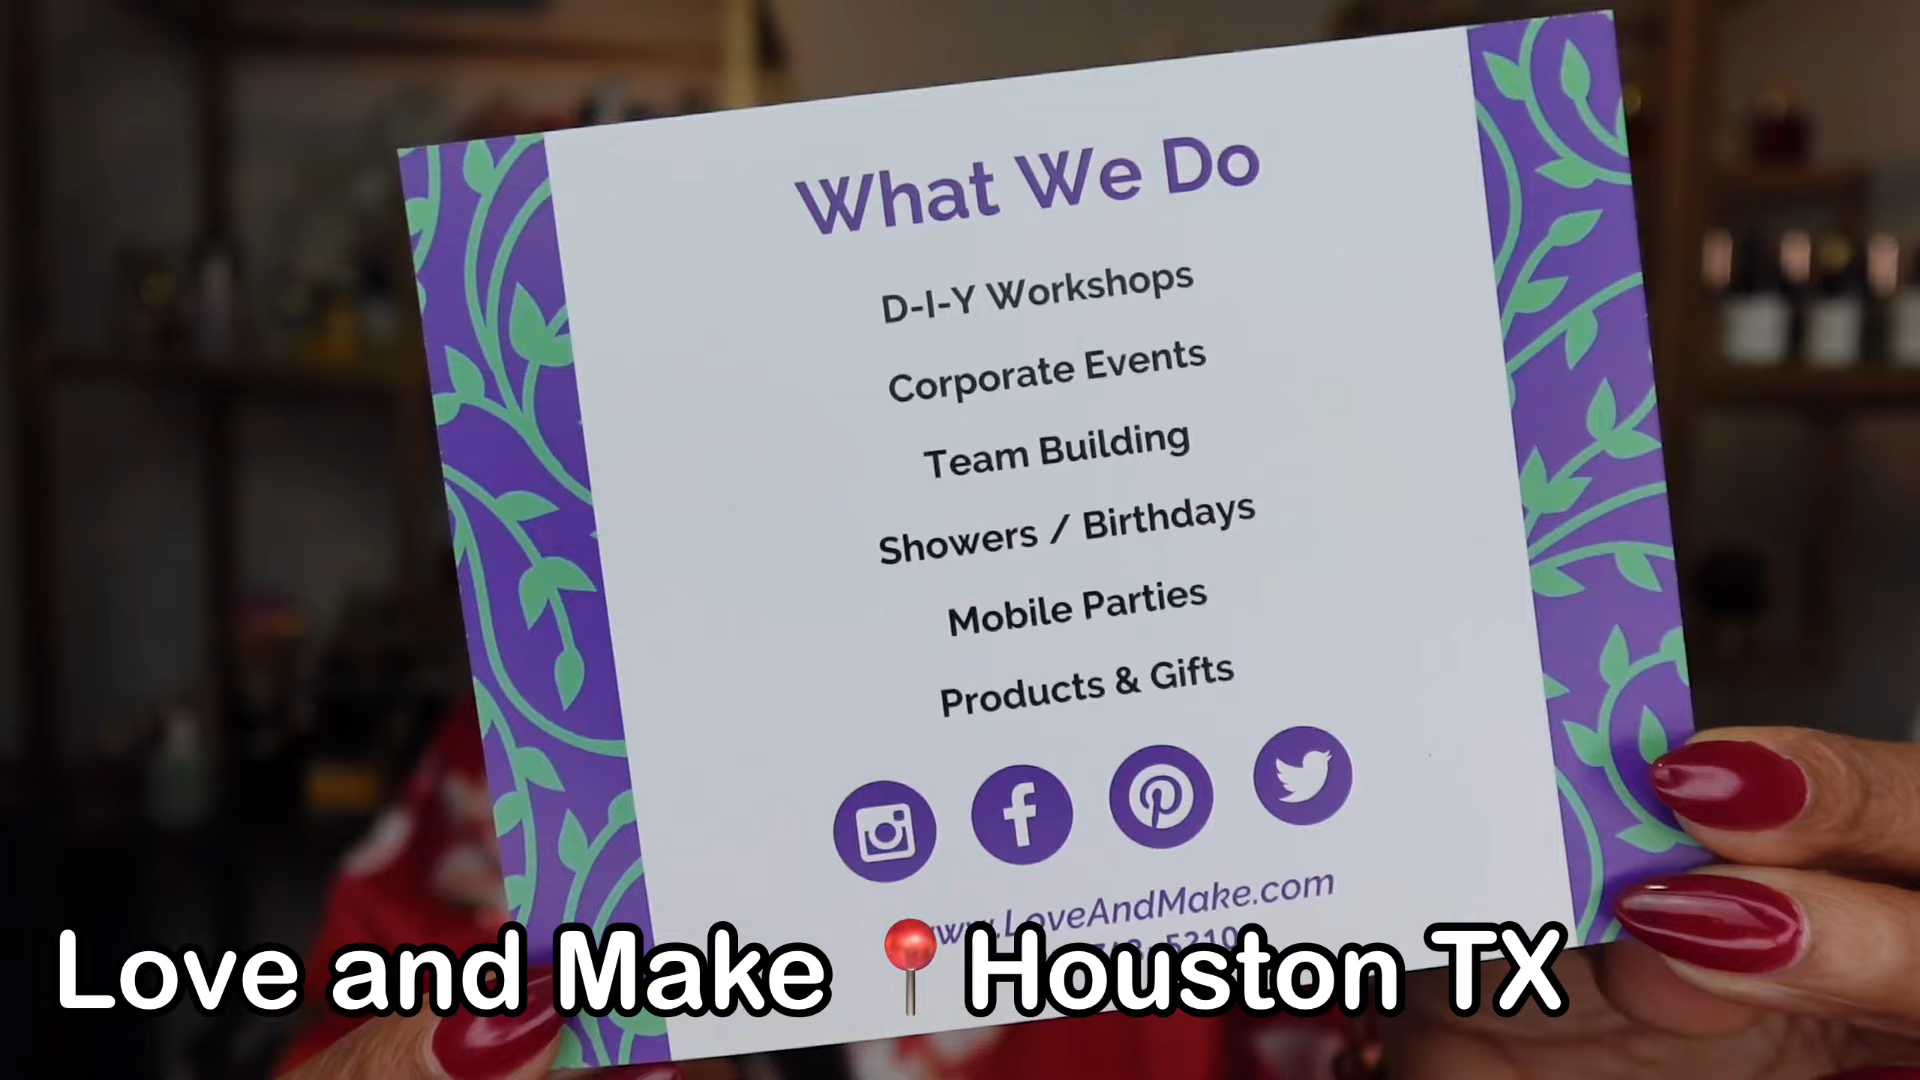 What We Do
D-I-Y Workshops
Corporate Events
Team Building
Showers / Birthdays
Mobile Parties
Products & Gifts
www.LoveAndMake.com
Love and Make 📍Houston TX